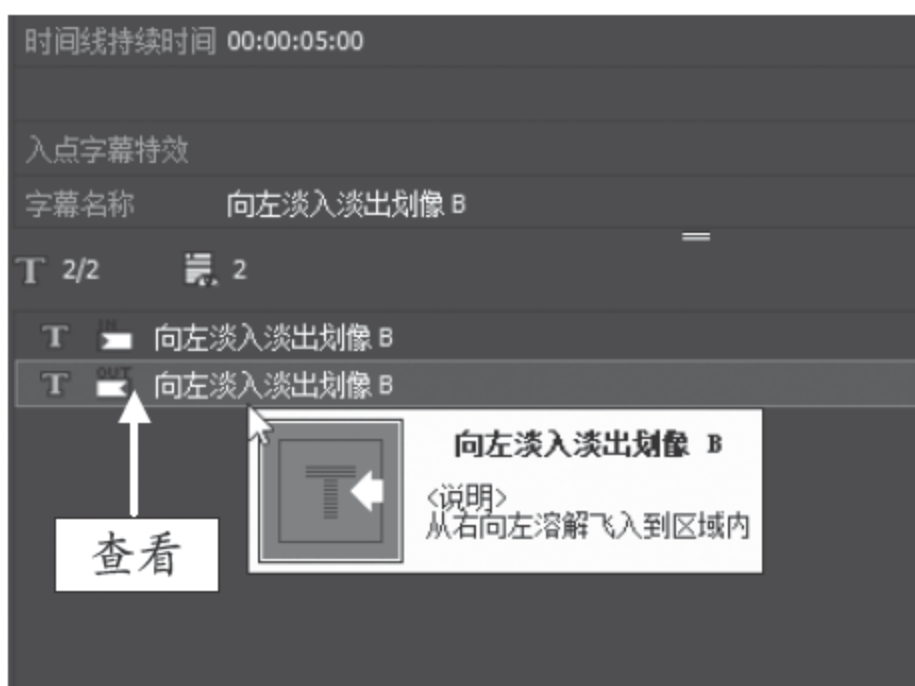 时间线持续时间 00:00:05:00
入点字幕特效
字幕名称 向左淡入淡出划像 B
T 2/2 2
T IN 向左淡入淡出划像 B
T OUT 向左淡入淡出划像 B
向左淡入淡出划像 B
<说明>
从右向左溶解飞入到区域内
T
查看